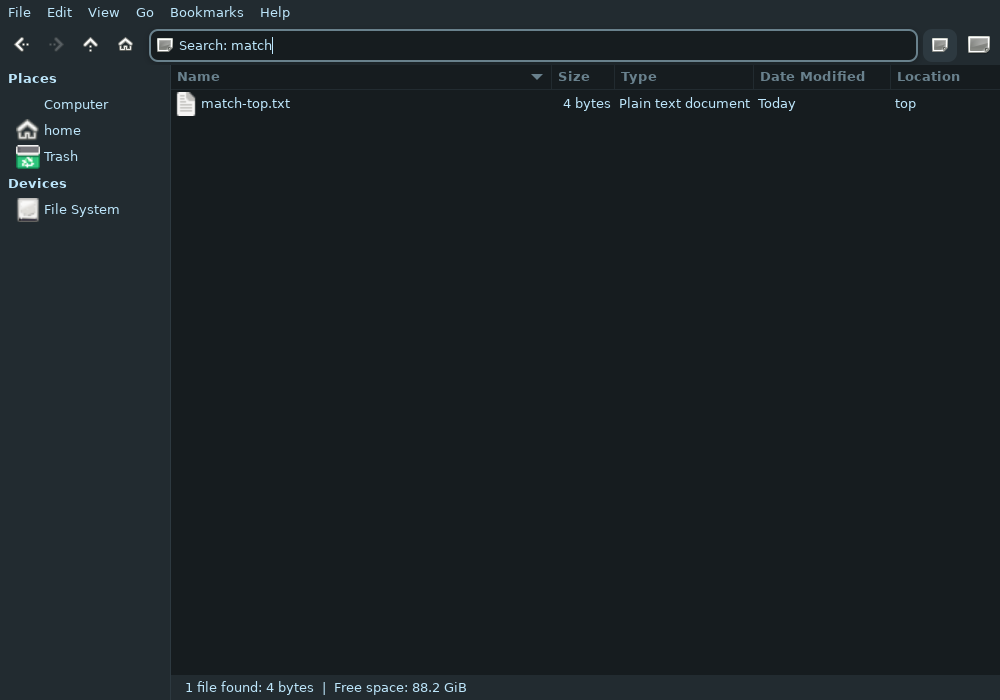 File Edit View Go Bookmarks Help
Search: match
Places
Computer
home
Trash
Devices
File System
Name Size Type Date Modified Location
match-top.txt 4 bytes Plain text document Today top
1 file found: 4 bytes | Free space: 88.2 GiB